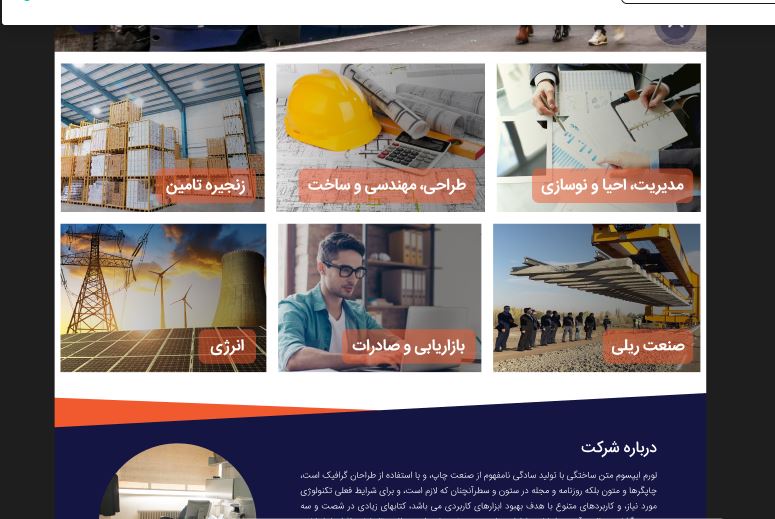 مدیریت، احیا و نوسازی
طراحی، مهندسی و ساخت
زنجیره تامین
صنعت ریلی
بازاریابی و صادرات
انرژی
درباره شرکت
لورم ایپسوم متن ساختگی با تولید سادگی نامفهوم از صنعت چاپ، و با استفاده از طراحان گرافیک است،
چاپگرها و متون بلکه روزنامه و مجله در ستون و سطرآنچنان که لازم است، و برای شرایط فعلی تکنولوژی
مورد نیاز، و کاربردهای متنوع با هدف بهبود ابزارهای کاربردی می باشد، کتابهای زیادی در شصت و سه